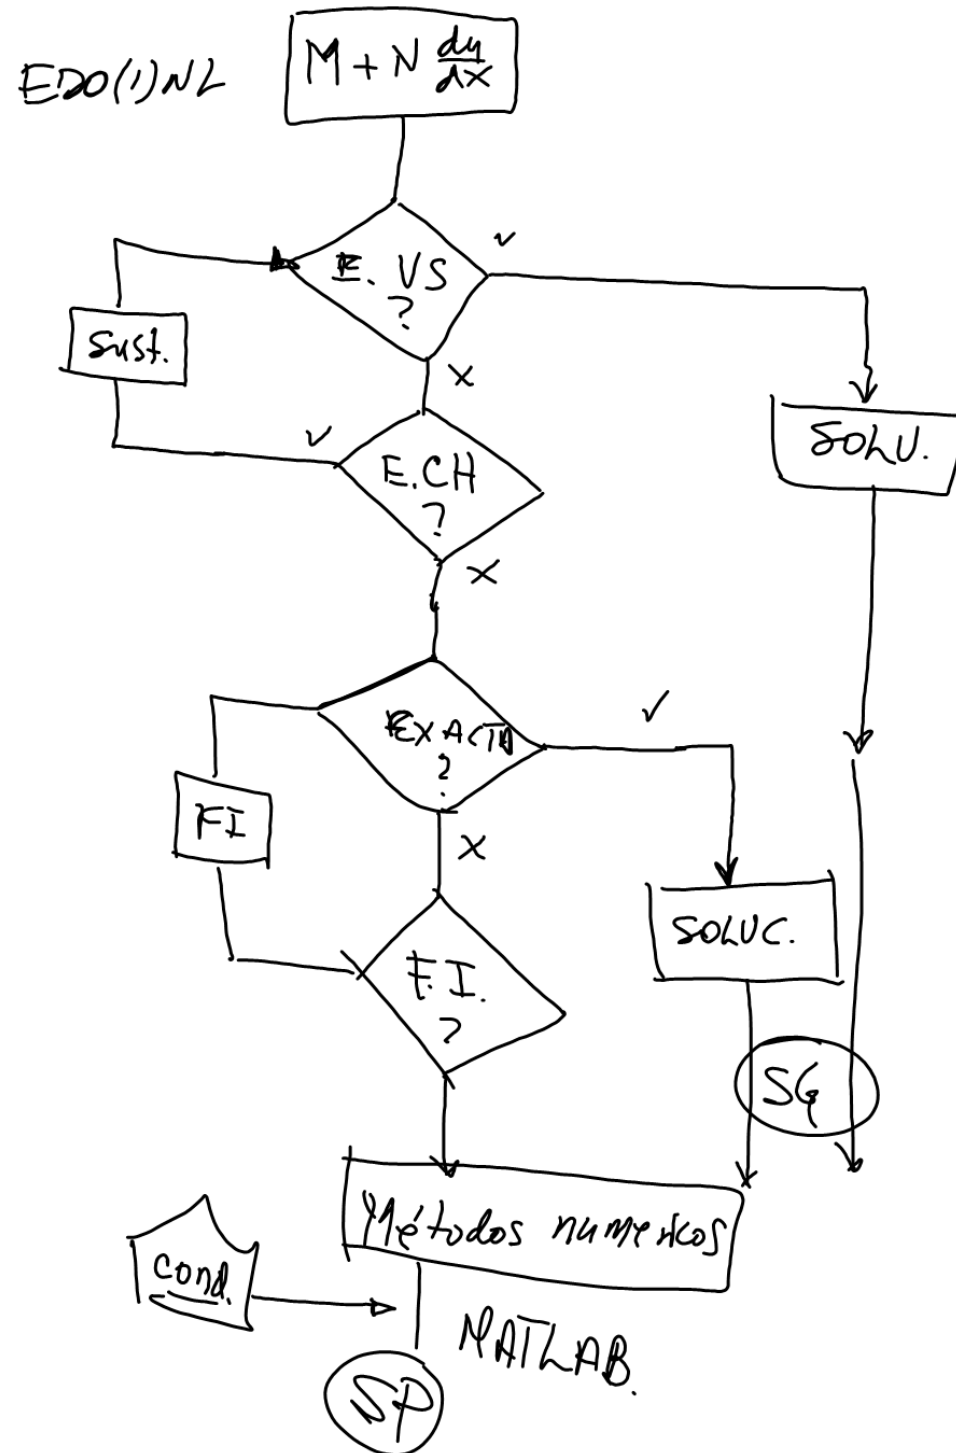 EDO(1)NL
M + N dy/dx
E. VS
?
✓
Sust.
X
SOLU.
✓
E.CH
?
X
EXACTA
?
✓
FI
X
SOLUC.
F.I.
?
SG
Métodos numericos
cond.
MATLAB.
SP